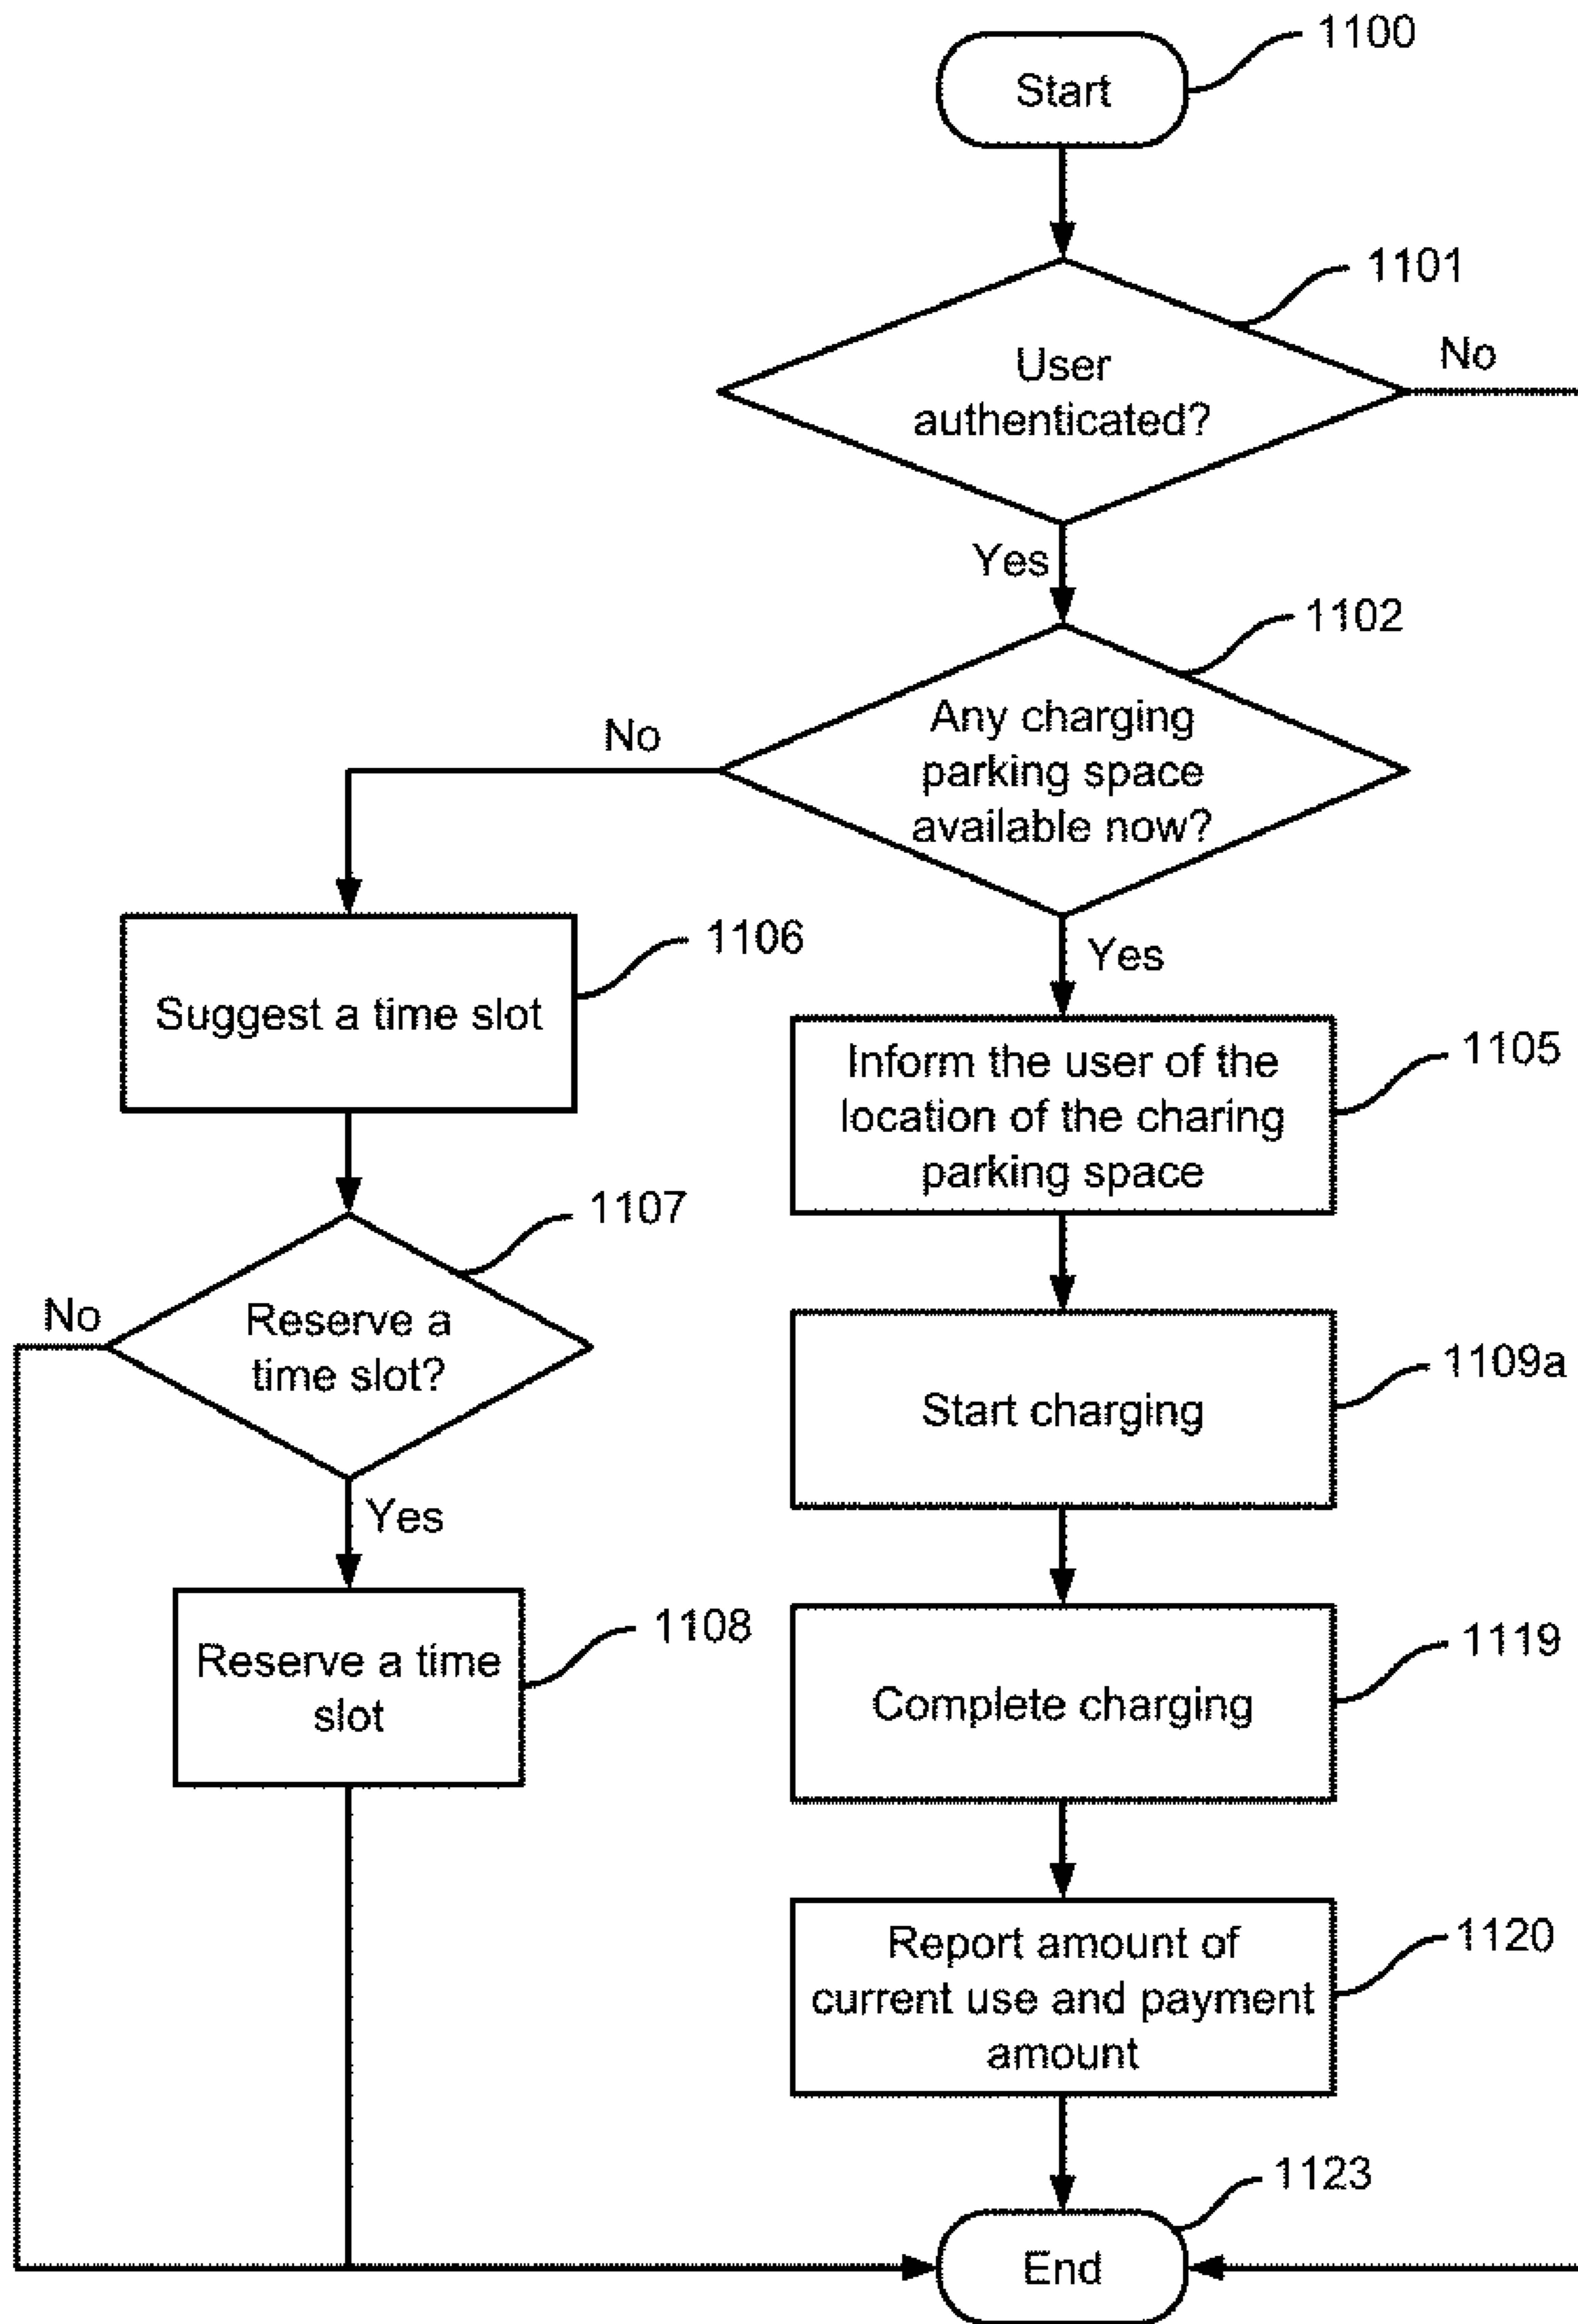 1100
Start
1101
No
User
authenticated?
Yes
1102
No
Any charging
parking space
available now?
1106
Yes
Suggest a time slot
1105
Inform the user of the
location of the charing
parking space
1107
No
Reserve a
time slot?
1109a
Start charging
Yes
1108
Reserve a time
slot
1119
Complete charging
1120
Report amount of
current use and payment
amount
1123
End